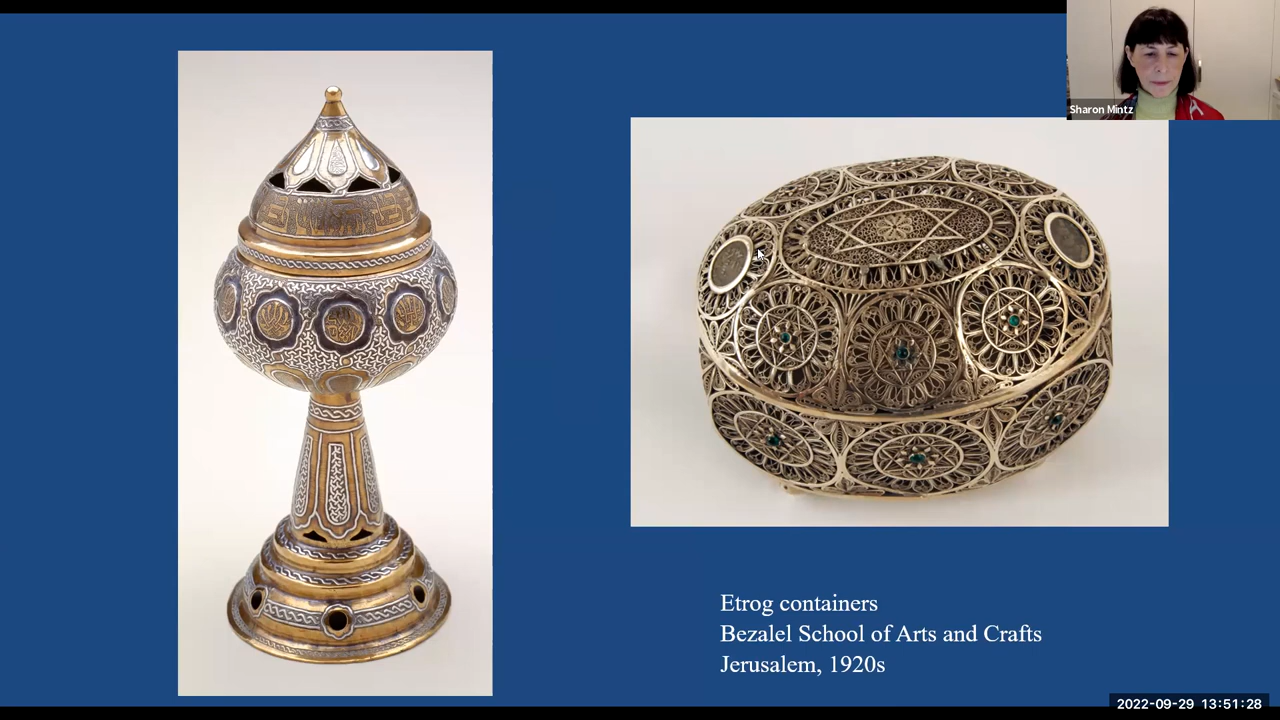 Sharon Mintz
Etrog containers
Bezalel School of Arts and Crafts
Jerusalem, 1920s
2022-09-29 13:51:28